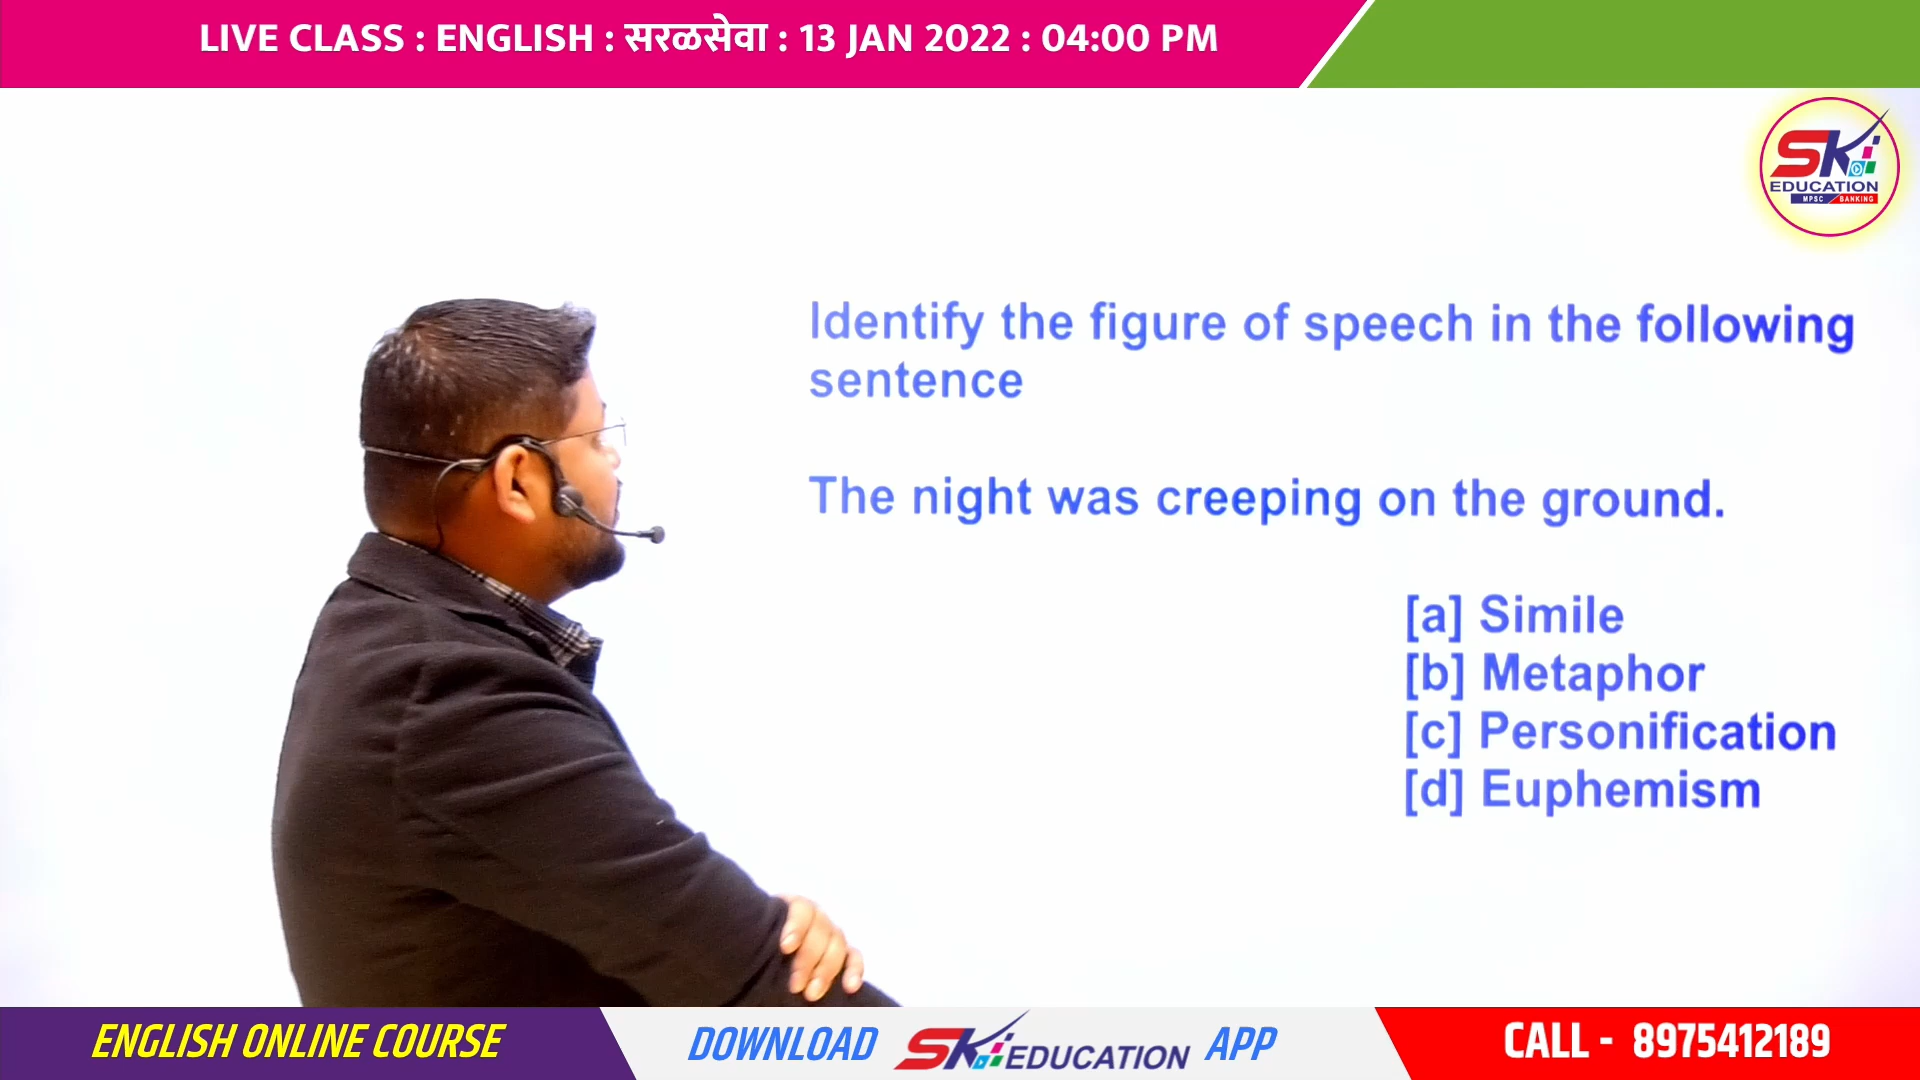 LIVE CLASS : ENGLISH : सरळसेवा : 13 JAN 2022 : 04:00 PM
SK
EDUCATION
MPSC BANKING
Identify the figure of speech in the following
sentence
The night was creeping on the ground.
[a] Simile
[b] Metaphor
[c] Personification
[d] Euphemism
ENGLISH ONLINE COURSE
DOWNLOAD SK EDUCATION APP
CALL - 8975412189